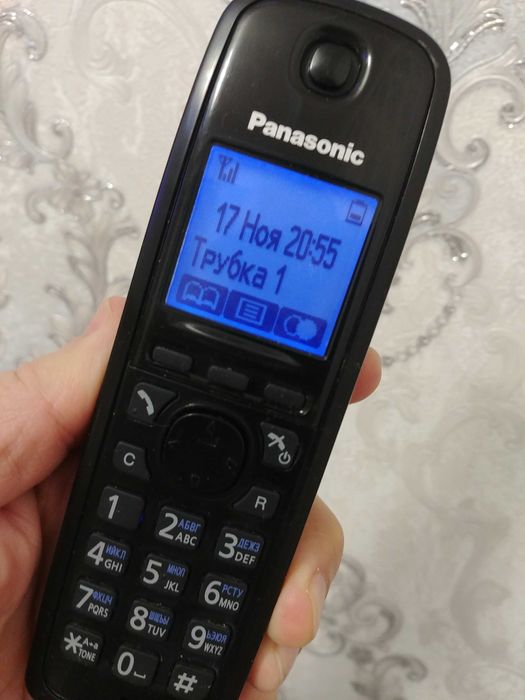 Panasonic
17 Ноя 20:55
Трубка 1
C
R
1
2 АБВГ ABC
3 ДЕЖЗ DEF
4 ИЙКЛ GHI
5 МНОП JKL
6 РСТУ MNO
7 ФХЦЧ PQRS
8 ШЩЪЫ TUV
9 ЬЭЮЯ WXYZ
* A→a TONE
0
#